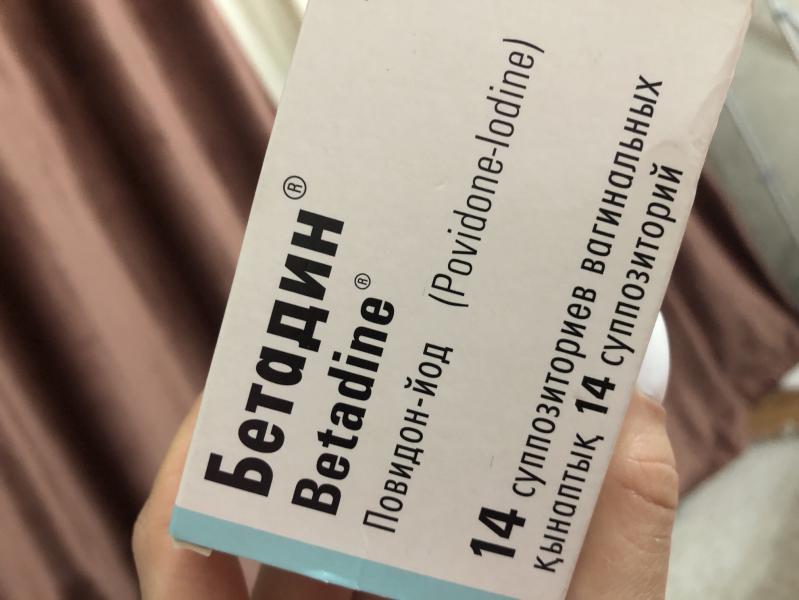 Бетадин®
Betadine®
Повидон-йод (Povidone-Iodine)
14 суппозиториев вагинальных
қынаптық 14 суппозиторий